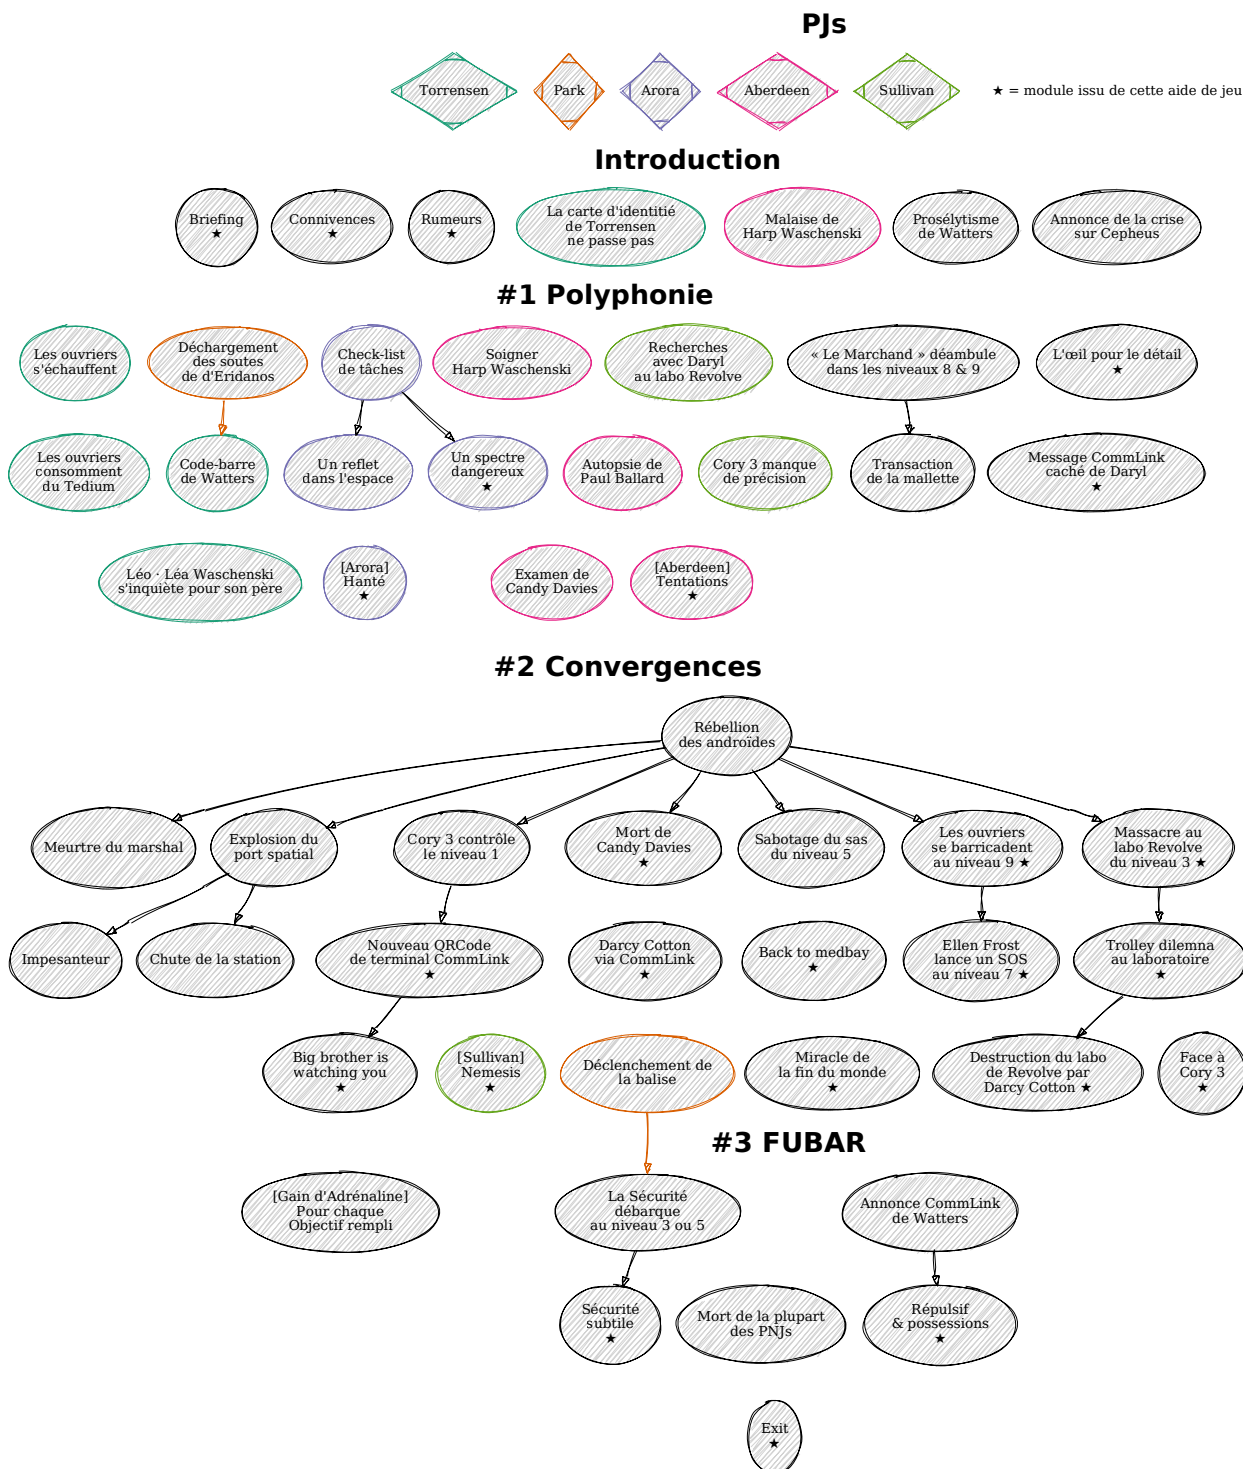 PJs
Torrensen
Park
Arora
Aberdeen
Sullivan
★ = module issu de cette aide de jeu
Introduction
Briefing
★
Connivences
★
Rumeurs
★
La carte d'identitié
de Torrensen
ne passe pas
Malaise de
Harp Waschenski
Prosélytisme
de Watters
Annonce de la crise
sur Cepheus
#1 Polyphonie
Les ouvriers
s'échauffent
Déchargement
des soutes
de d'Eridanos
Check-list
de tâches
Soigner
Harp Waschenski
Recherches
avec Daryl
au labo Revolve
« Le Marchand » déambule
dans les niveaux 8 & 9
L'œil pour le détail
★
Les ouvriers
consomment
du Tedium
Code-barre
de Watters
Un reflet
dans l'espace
Un spectre
dangereux
★
Autopsie de
Paul Ballard
Cory 3 manque
de précision
Transaction
de la mallette
Message CommLink
caché de Daryl
★
Léo · Léa Waschenski
s'inquiète pour son père
[Arora]
Hanté
★
Examen de
Candy Davies
[Aberdeen]
Tentations
★
#2 Convergences
Rébellion
des androïdes
Meurtre du marshal
Explosion du
port spatial
Cory 3 contrôle
le niveau 1
Mort de
Candy Davies
★
Sabotage du sas
du niveau 5
Les ouvriers
se barricadent
au niveau 9 ★
Massacre au
labo Revolve
du niveau 3 ★
Impesanteur
Chute de la station
Nouveau QRCode
de terminal CommLink
★
Darcy Cotton
via CommLink
★
Back to medbay
★
Ellen Frost
lance un SOS
au niveau 7 ★
Trolley dilemna
au laboratoire
★
Big brother is
watching you
★
[Sullivan]
Nemesis
★
Déclenchement de
la balise
Miracle de
la fin du monde
★
Destruction du labo
de Revolve par
Darcy Cotton ★
Face à
Cory 3
★
#3 FUBAR
[Gain d'Adrénaline]
Pour chaque
Objectif rempli
La Sécurité
débarque
au niveau 3 ou 5
Annonce CommLink
de Watters
Sécurité
subtile
★
Mort de la plupart
des PNJs
Répulsif
& possessions
★
Exit
★